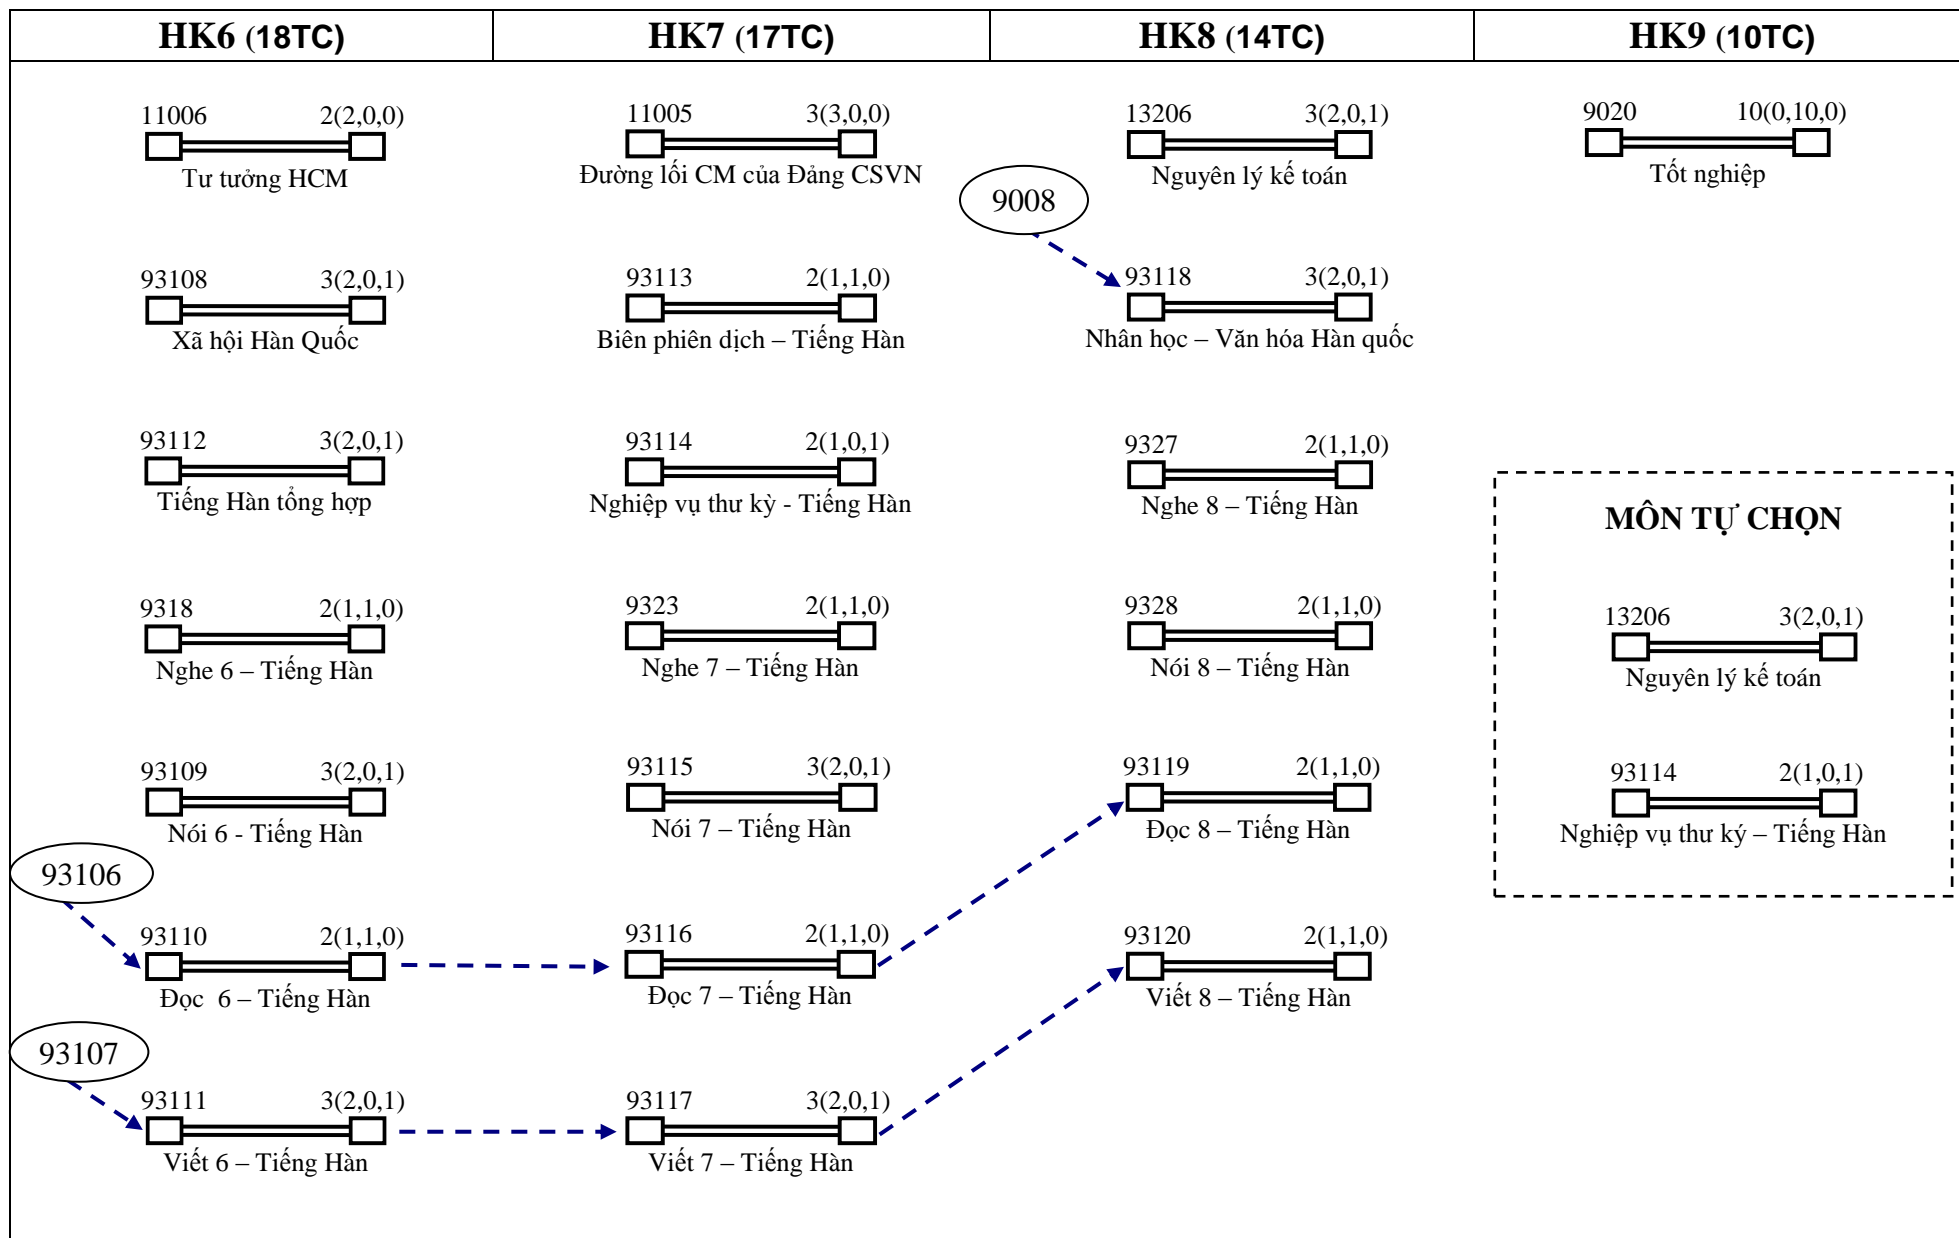 HK6 (18TC)
HK7 (17TC)
HK8 (14TC)
HK9 (10TC)
11006 2(2,0,0)
Tư tưởng HCM
93108 3(2,0,1)
Xã hội Hàn Quốc
93112 3(2,0,1)
Tiếng Hàn tổng hợp
9318 2(1,1,0)
Nghe 6 – Tiếng Hàn
93109 3(2,0,1)
Nói 6 - Tiếng Hàn
93106
93110 2(1,1,0)
Đọc 6 – Tiếng Hàn
93107
93111 3(2,0,1)
Viết 6 – Tiếng Hàn
11005 3(3,0,0)
Đường lối CM của Đảng CSVN
93113 2(1,1,0)
Biên phiên dịch – Tiếng Hàn
93114 2(1,0,1)
Nghiệp vụ thư kỳ - Tiếng Hàn
9323 2(1,1,0)
Nghe 7 – Tiếng Hàn
93115 3(2,0,1)
Nói 7 – Tiếng Hàn
93116 2(1,1,0)
Đọc 7 – Tiếng Hàn
93117 3(2,0,1)
Viết 7 – Tiếng Hàn
13206 3(2,0,1)
Nguyên lý kế toán
9008
93118 3(2,0,1)
Nhân học – Văn hóa Hàn quốc
9327 2(1,1,0)
Nghe 8 – Tiếng Hàn
9328 2(1,1,0)
Nói 8 – Tiếng Hàn
93119 2(1,1,0)
Đọc 8 – Tiếng Hàn
93120 2(1,1,0)
Viết 8 – Tiếng Hàn
9020 10(0,10,0)
Tốt nghiệp
MÔN TỰ CHỌN
13206 3(2,0,1)
Nguyên lý kế toán
93114 2(1,0,1)
Nghiệp vụ thư ký – Tiếng Hàn